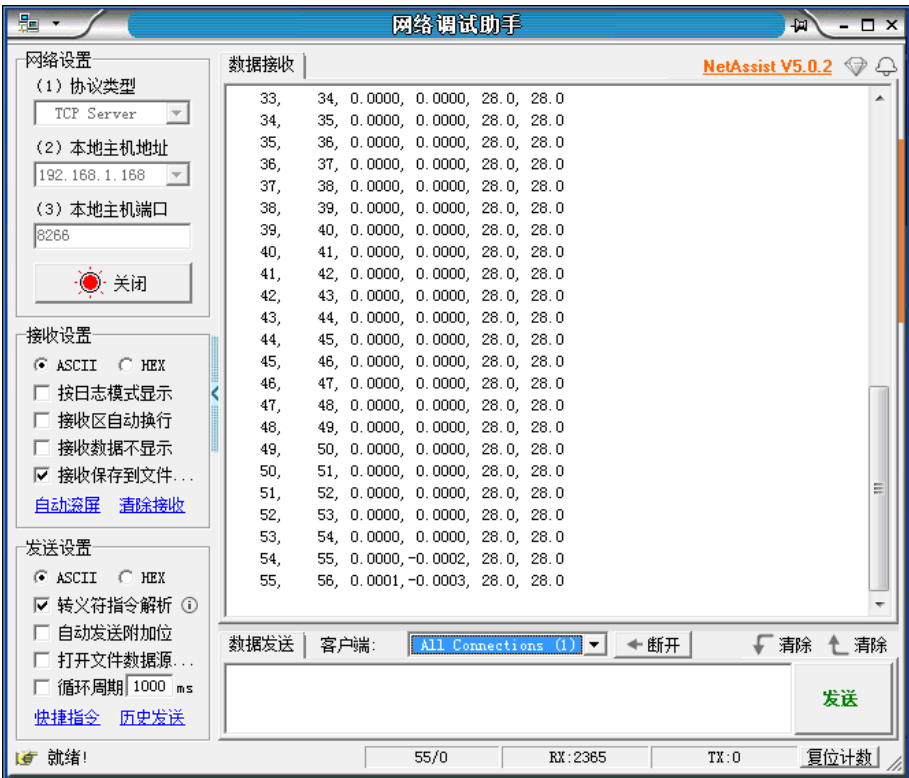 网络调试助手
网络设置
(1) 协议类型
TCP Server
(2) 本地主机地址
192.168.1.168
(3) 本地主机端口
8266
关闭
接收设置
ASCII HEX
按日志模式显示
接收区自动换行
接收数据不显示
接收保存到文件...
自动滚屏 清除接收
发送设置
ASCII HEX
转义符指令解析
自动发送附加位
打开文件数据源...
循环周期 1000 ms
快捷指令 历史发送
数据接收 NetAssist V5.0.2
33, 34, 0.0000, 0.0000, 28.0, 28.0
34, 35, 0.0000, 0.0000, 28.0, 28.0
35, 36, 0.0000, 0.0000, 28.0, 28.0
36, 37, 0.0000, 0.0000, 28.0, 28.0
37, 38, 0.0000, 0.0000, 28.0, 28.0
38, 39, 0.0000, 0.0000, 28.0, 28.0
39, 40, 0.0000, 0.0000, 28.0, 28.0
40, 41, 0.0000, 0.0000, 28.0, 28.0
41, 42, 0.0000, 0.0000, 28.0, 28.0
42, 43, 0.0000, 0.0000, 28.0, 28.0
43, 44, 0.0000, 0.0000, 28.0, 28.0
44, 45, 0.0000, 0.0000, 28.0, 28.0
45, 46, 0.0000, 0.0000, 28.0, 28.0
46, 47, 0.0000, 0.0000, 28.0, 28.0
47, 48, 0.0000, 0.0000, 28.0, 28.0
48, 49, 0.0000, 0.0000, 28.0, 28.0
49, 50, 0.0000, 0.0000, 28.0, 28.0
50, 51, 0.0000, 0.0000, 28.0, 28.0
51, 52, 0.0000, 0.0000, 28.0, 28.0
52, 53, 0.0000, 0.0000, 28.0, 28.0
53, 54, 0.0000, 0.0000, 28.0, 28.0
54, 55, 0.0000,-0.0002, 28.0, 28.0
55, 56, 0.0001,-0.0003, 28.0, 28.0
数据发送 客户端: All Connections (1) 断开 清除 清除
发送
就绪! 55/0 RX:2365 TX:0 复位计数